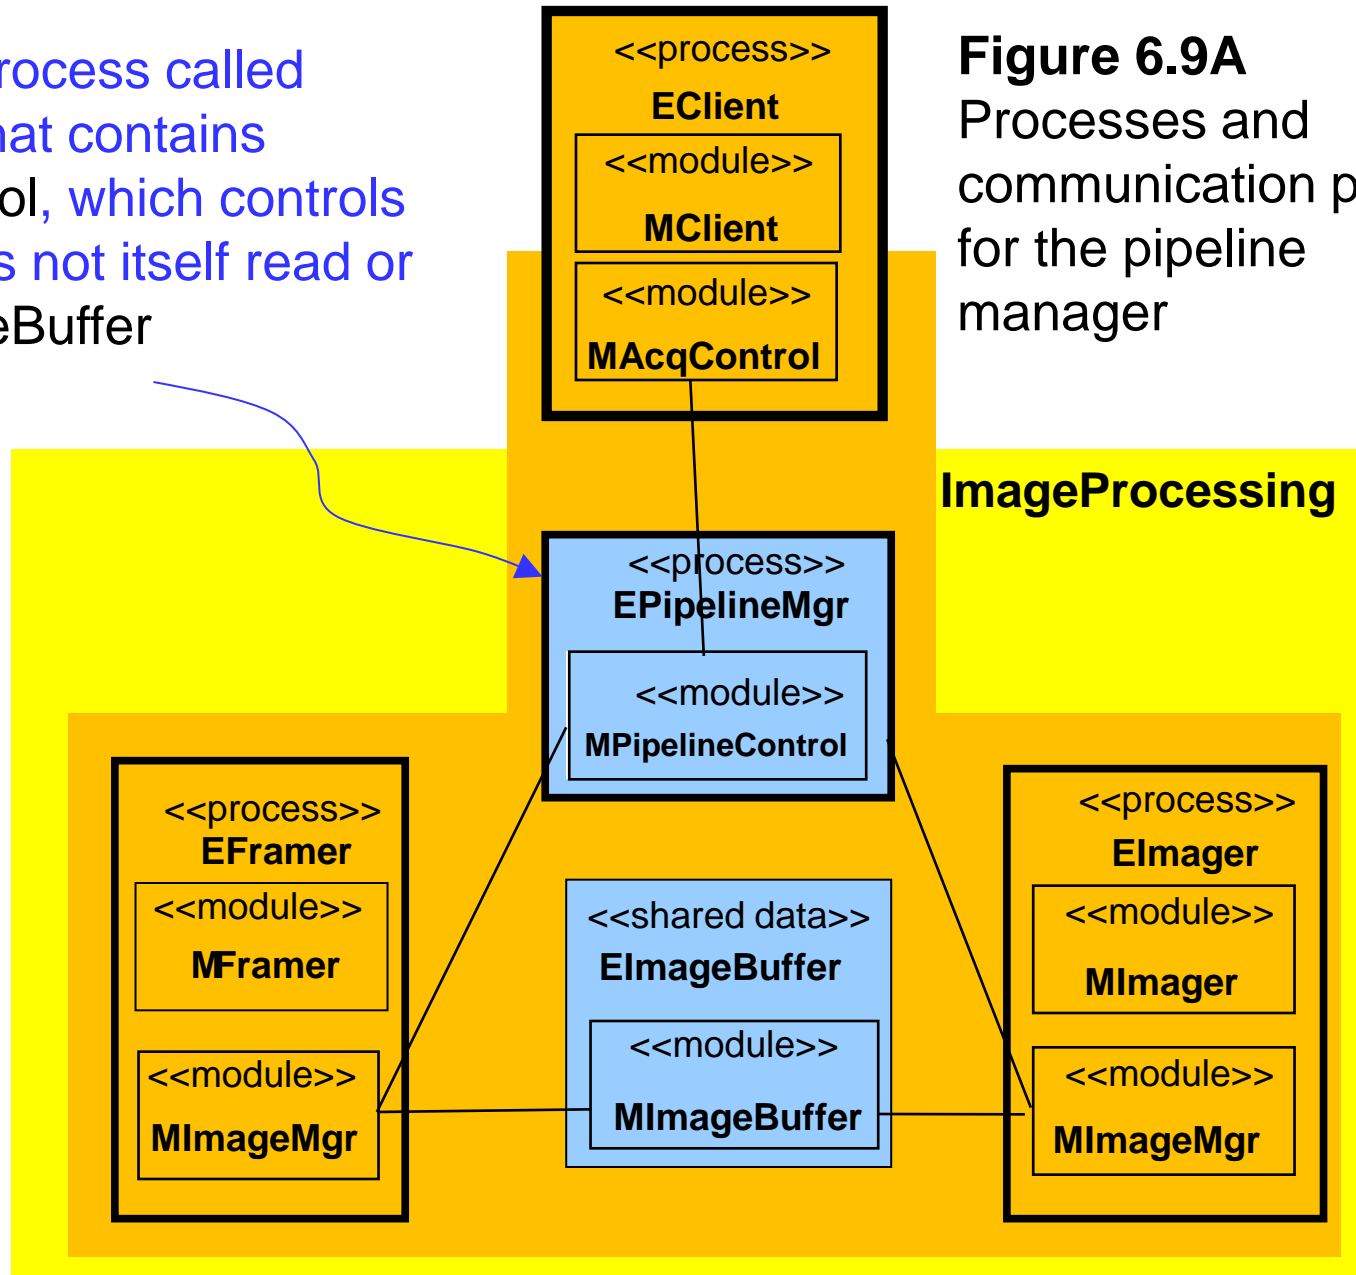 rocess called
hat contains
ol, which controls
s not itself read or
eBuffer
Figure 6.9A
Processes and
communication p
for the pipeline
manager
<<process>>
EClient
<<module>>
MClient
<<module>>
MAcqControl
ImageProcessing
<<process>>
EPipelineMgr
<<module>>
MPipelineControl
<<process>>
EFramer
<<module>>
MFramer
<<module>>
MImageMgr
<<shared data>>
EImageBuffer
<<module>>
MImageBuffer
<<process>>
EImager
<<module>>
MImager
<<module>>
MImageMgr